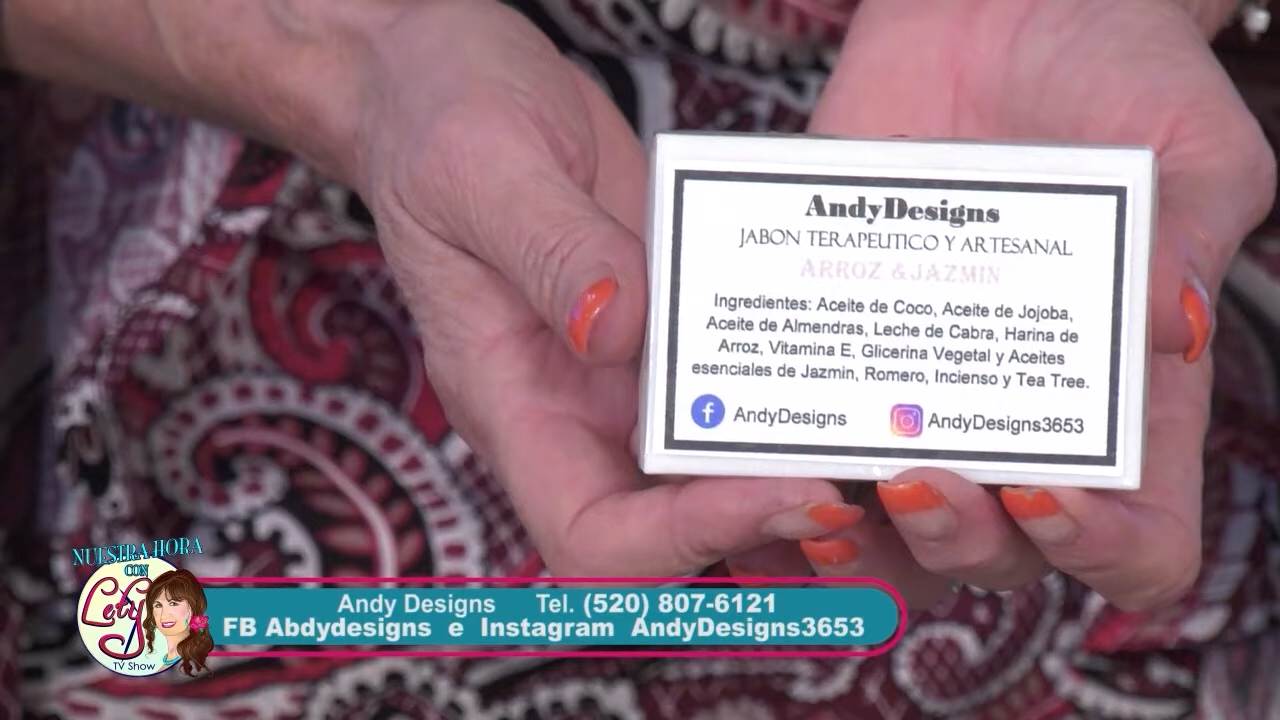 AndyDesigns
JABON TERAPEUTICO Y ARTESANAL
ARROZ & JAZMIN
Ingredientes: Aceite de Coco, Aceite de Jojoba,
Aceite de Almendras, Leche de Cabra, Harina de
Arroz, Vitamina E, Glicerina Vegetal y Aceites
esenciales de Jazmin, Romero, Incienso y Tea Tree.
AndyDesigns AndyDesigns3653
NUESTRA HORA
CON
Lety
TV Show
Andy Designs Tel. (520) 807-6121
FB Abdydesigns e Instagram AndyDesigns3653